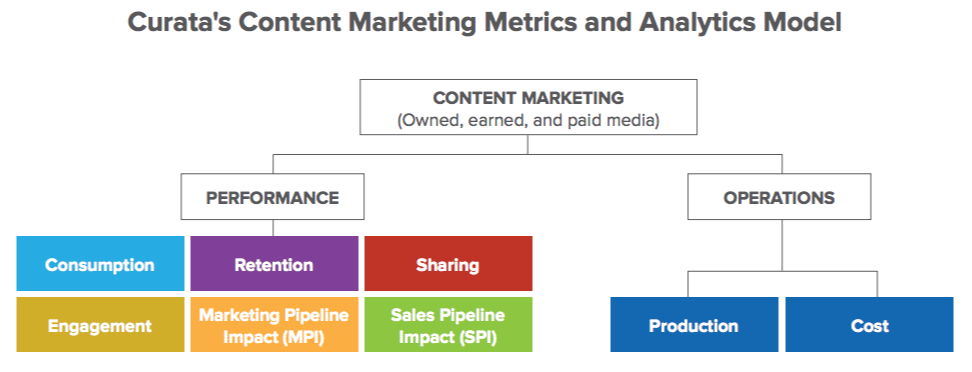 Curata's Content Marketing Metrics and Analytics Model
CONTENT MARKETING
(Owned, earned, and paid media)
PERFORMANCE
OPERATIONS
Consumption
Retention
Sharing
Engagement
Marketing Pipeline
Impact (MPI)
Sales Pipeline
Impact (SPI)
Production
Cost